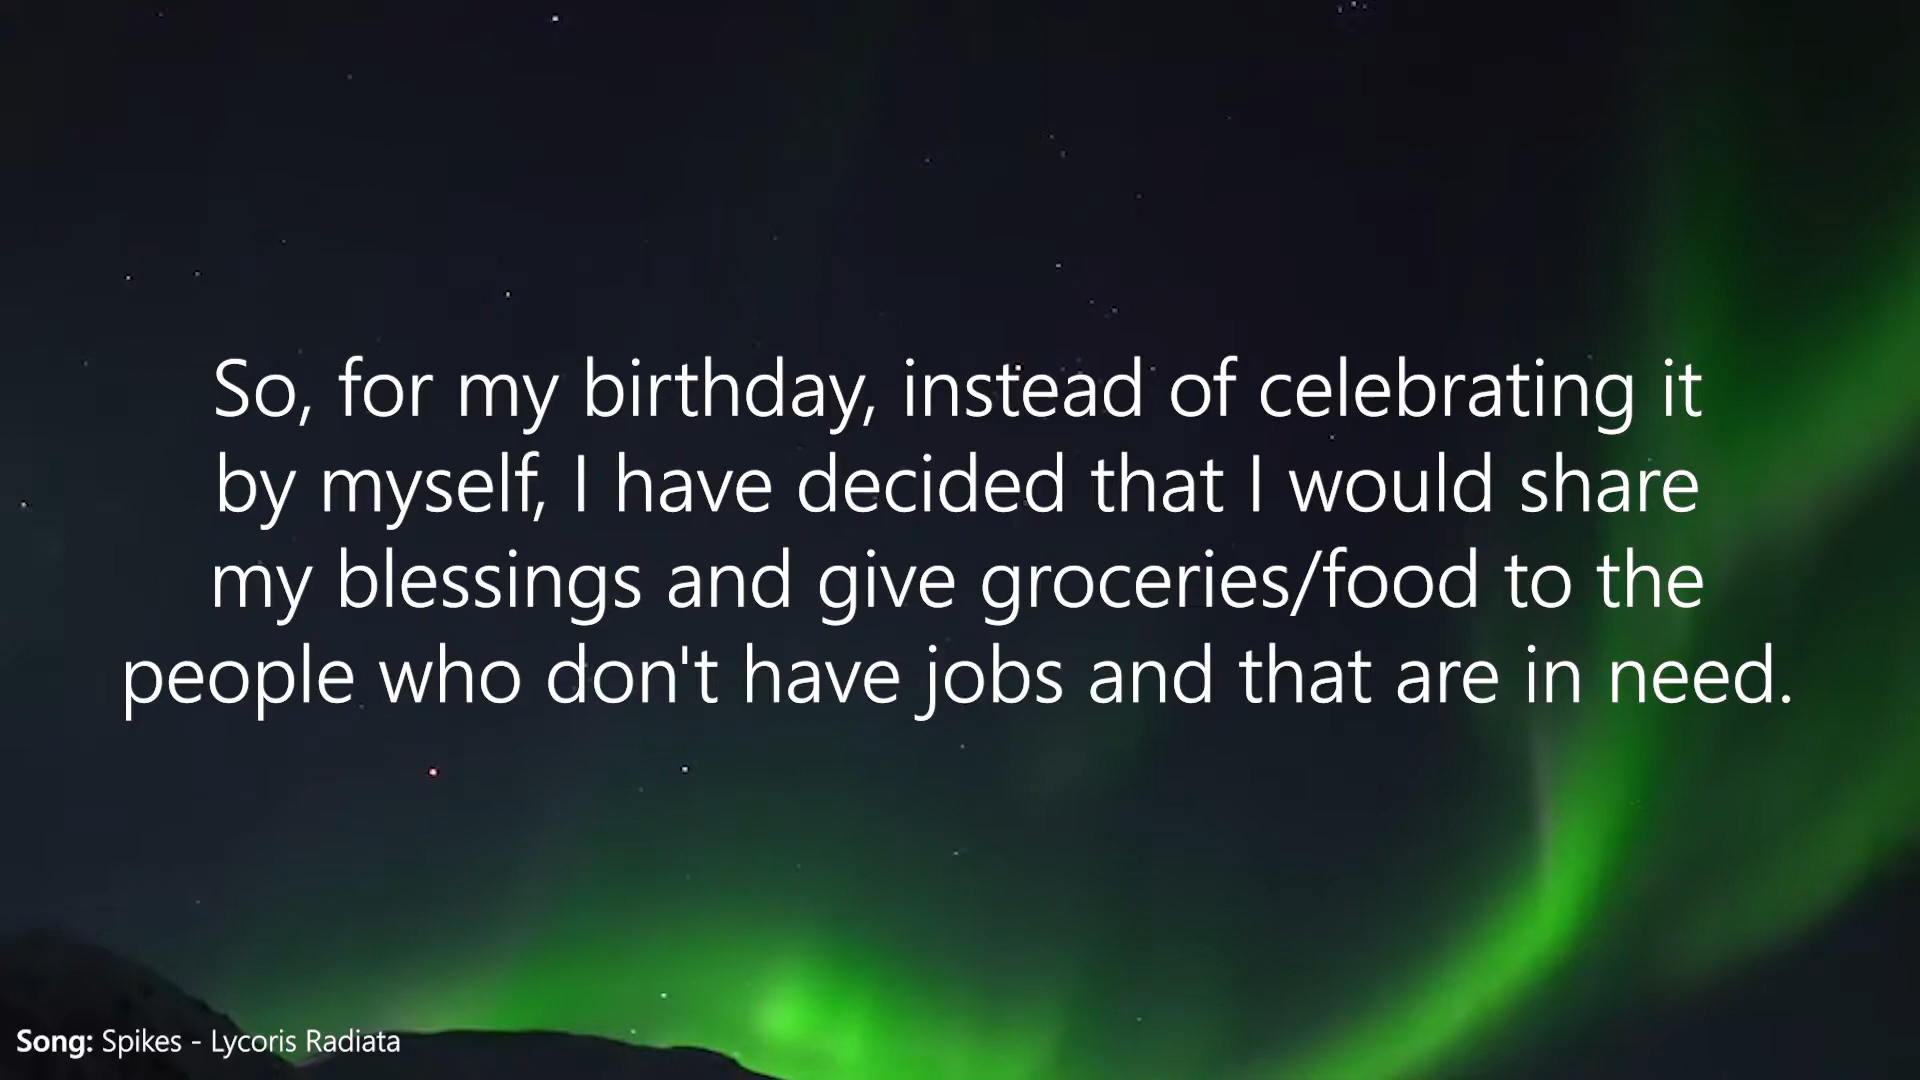 So, for my birthday, instead of celebrating it
by myself, I have decided that I would share
my blessings and give groceries/food to the
people who don't have jobs and that are in need.
Song: Spikes - Lycoris Radiata